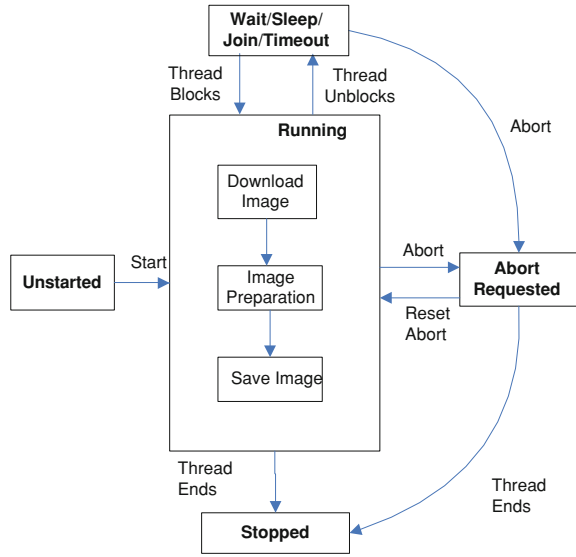 Wait/Sleep/
Join/Timeout
Thread
Blocks
Thread
Unblocks
Abort
Running
Download
Image
Unstarted
Start
Image
Preparation
Abort
Abort
Requested
Reset
Abort
Save Image
Thread
Ends
Thread
Ends
Stopped